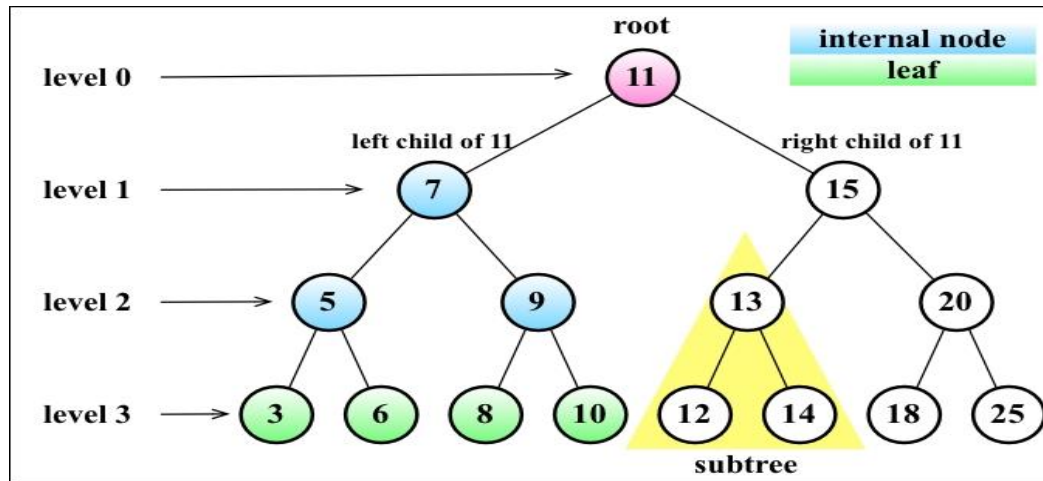 root
internal node
leaf
level 0
11
left child of 11
right child of 11
level 1
7
15
level 2
5
9
13
20
level 3
3
6
8
10
12
14
18
25
subtree